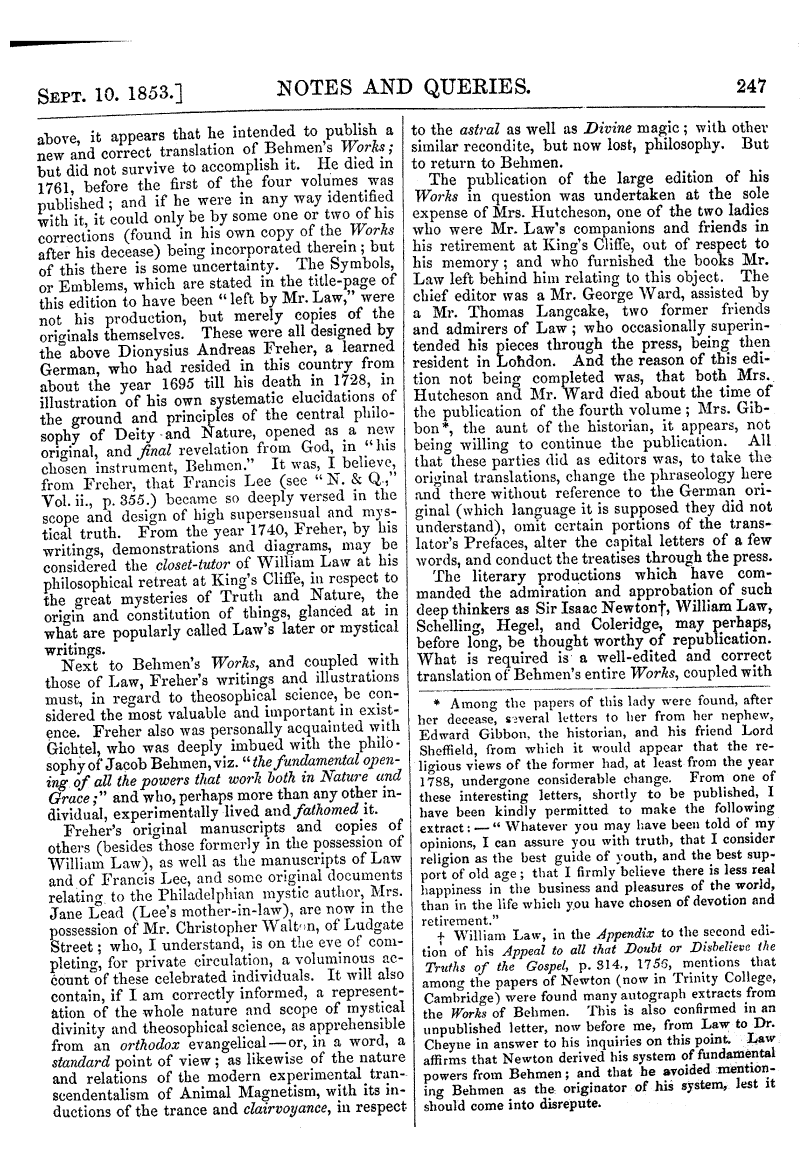 SEPT. 10. 1853.] NOTES AND QUERIES. 247
above, it appears that he intended to publish a
new and correct translation of Behmen's Works;
but did not survive to accomplish it. He died in
1761, before the first of the four volumes was
published; and if he were in any way identified
with it, it could only be by some one or two of his
corrections (found in his own copy of the Works
after his decease) being incorporated therein; but
of this there is some uncertainty. The Symbols,
or Emblems, which are stated in the title-page of
this edition to have been "left by Mr. Law," were
not his production, but merely copies of the
originals themselves. These were all designed by
the above Dionysius Andreas Freher, a learned
German, who had resided in this country from
about the year 1695 till his death in 1728, in
illustration of his own systematic elucidations of
the ground and principles of the central philo-
sophy of Deity and Nature, opened as a new
original, and final revelation from God, in "his
chosen instrument, Behmen." It was, I believe,
from Freher, that Francis Lee (see "N. & Q.,"
Vol. ii., p. 355.) became so deeply versed in the
scope and design of high supersensual and mys-
tical truth. From the year 1740, Freher, by his
writings, demonstrations and diagrams, may be
considered the closet-tutor of William Law at his
philosophical retreat at King's Cliffe, in respect to
the great mysteries of Truth and Nature, the
origin and constitution of things, glanced at in
what are popularly called Law's later or mystical
writings.
Next to Behmen's Works, and coupled with
those of Law, Freher's writings and illustrations
must, in regard to theosophical science, be con-
sidered the most valuable and important in exist-
ence. Freher also was personally acquainted with
Gichtel, who was deeply imbued with the philo-
sophy of Jacob Behmen, viz. "the fundamental open-
ing of all the powers that work both in Nature and
Grace;" and who, perhaps more than any other in-
dividual, experimentally lived and fathomed it.
Freher's original manuscripts and copies of
others (besides those formerly in the possession of
William Law), as well as the manuscripts of Law
and of Francis Lee, and some original documents
relating to the Philadelphian mystic author, Mrs.
Jane Lead (Lee's mother-in-law), are now in the
possession of Mr. Christopher Walton, of Ludgate
Street; who, I understand, is on the eve of com-
pleting, for private circulation, a voluminous ac-
count of these celebrated individuals. It will also
contain, if I am correctly informed, a represent-
ation of the whole nature and scope of mystical
divinity and theosophical science, as apprehensible
from an orthodox evangelical—or, in a word, a
standard point of view; as likewise of the nature
and relations of the modern experimental tran-
scendentalism of Animal Magnetism, with its in-
ductions of the trance and clairvoyance, in respect
to the astral as well as Divine magic; with other
similar recondite, but now lost, philosophy. But
to return to Behmen.
The publication of the large edition of his
Works in question was undertaken at the sole
expense of Mrs. Hutcheson, one of the two ladies
who were Mr. Law's companions and friends in
his retirement at King's Cliffe, out of respect to
his memory; and who furnished the books Mr.
Law left behind him relating to this object. The
chief editor was a Mr. George Ward, assisted by
a Mr. Thomas Langcake, two former friends
and admirers of Law; who occasionally superin-
tended his pieces through the press, being then
resident in London. And the reason of this edi-
tion not being completed was, that both Mrs.
Hutcheson and Mr. Ward died about the time of
the publication of the fourth volume; Mrs. Gib-
bon*, the aunt of the historian, it appears, not
being willing to continue the publication. All
that these parties did as editors was, to take the
original translations, change the phraseology here
and there without reference to the German ori-
ginal (which language it is supposed they did not
understand), omit certain portions of the trans-
lator's Prefaces, alter the capital letters of a few
words, and conduct the treatises through the press.
The literary productions which have com-
manded the admiration and approbation of such
deep thinkers as Sir Isaac Newton†, William Law,
Schelling, Hegel, and Coleridge, may perhaps,
before long, be thought worthy of republication.
What is required is a well-edited and correct
translation of Behmen's entire Works, coupled with
* Among the papers of this lady were found, after
her decease, several letters to her from her nephew,
Edward Gibbon, the historian, and his friend Lord
Sheffield, from which it would appear that the re-
ligious views of the former had, at least from the year
1788, undergone considerable change. From one of
these interesting letters, shortly to be published, I
have been kindly permitted to make the following
extract:—"Whatever you may have been told of my
opinions, I can assure you with truth, that I consider
religion as the best guide of youth, and the best sup-
port of old age; that I firmly believe there is less real
happiness in the business and pleasures of the world,
than in the life which you have chosen of devotion and
retirement."
† William Law, in the Appendix to the second edi-
tion of his Appeal to all that Doubt or Disbelieve the
Truths of the Gospel, p. 314., 1756, mentions that
among the papers of Newton (now in Trinity College,
Cambridge) were found many autograph extracts from
the Works of Behmen. This is also confirmed in an
unpublished letter, now before me, from Law to Dr.
Cheyne in answer to his inquiries on this point. Law
affirms that Newton derived his system of fundamental
powers from Behmen; and that he avoided mention-
ing Behmen as the originator of his system, lest it
should come into disrepute.